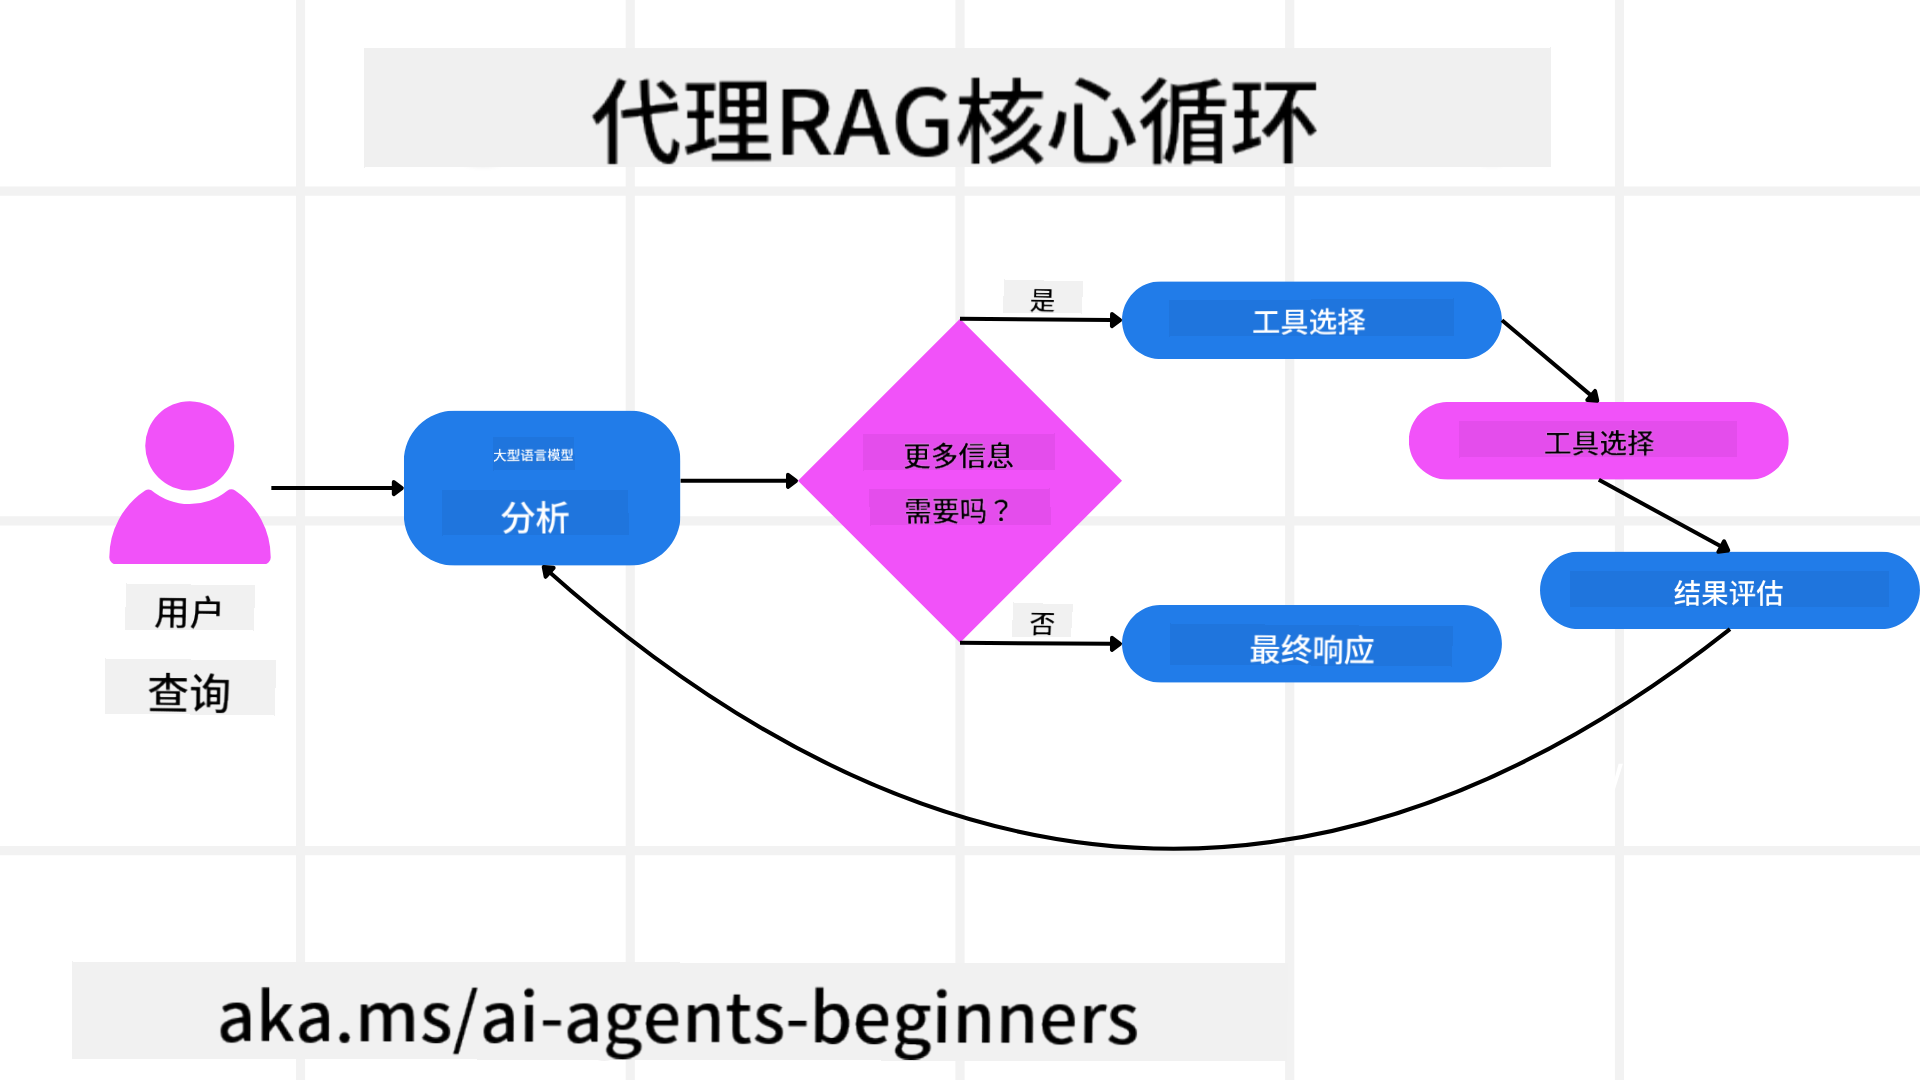 代理RAG核心循环
是
工具选择
工具选择
大型语言模型
分析
更多信息
需要吗？
结果评估
用户
查询
否
最终响应
aka.ms/ai-agents-beginners